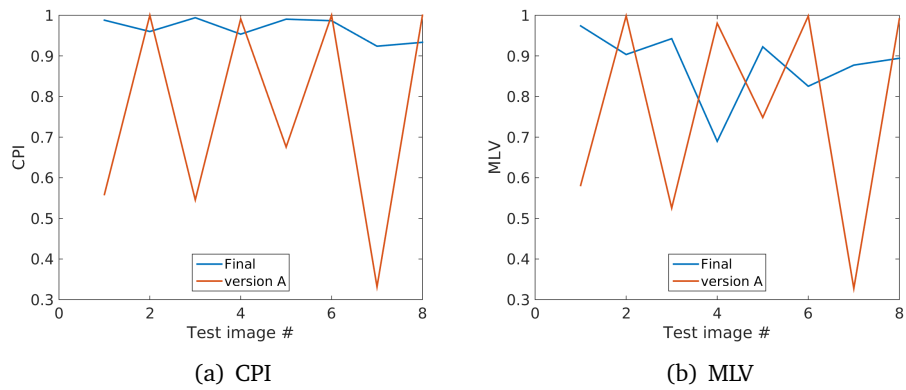 1
0.9
0.8
0.7
0.6
0.5
0.4
0.3
CPI
0 2 4 6 8
Test image #
Final
version A
(a) CPI
1
0.9
0.8
0.7
0.6
0.5
0.4
0.3
MLV
0 2 4 6 8
Test image #
Final
version A
(b) MLV